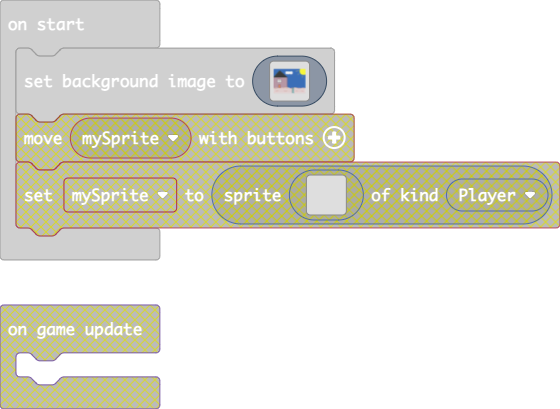 on start
set background image to
move mySprite with buttons
set mySprite to sprite of kind Player
on game update